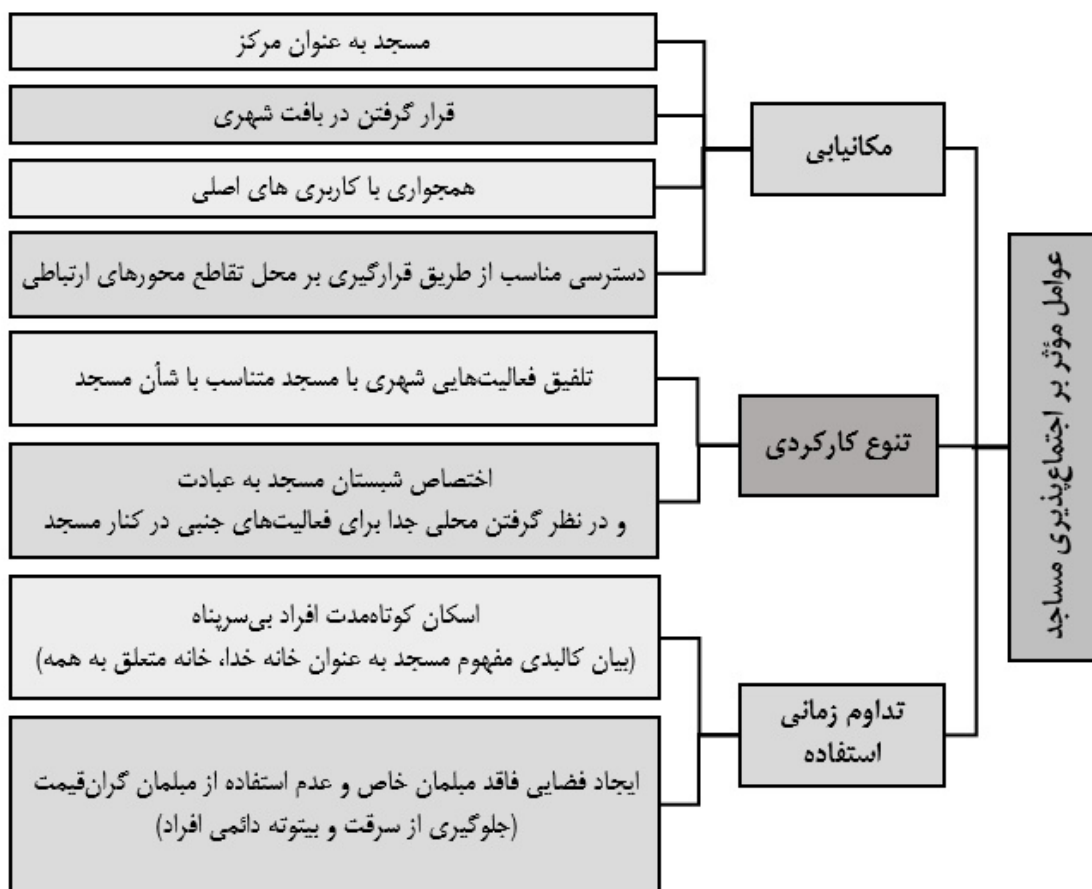 عوامل مؤثر بر اجتماع‌پذیری مساجد
مکانیابی
مسجد به عنوان مرکز
قرار گرفتن در بافت شهری
همجواری با کاربری های اصلی
دسترسی مناسب از طریق قرارگیری بر محل تقاطع محورهای ارتباطی
تنوع کارکردی
تلفیق فعالیت‌هایی شهری با مسجد متناسب با شأن مسجد
اختصاص شبستان مسجد به عبادت
و در نظر گرفتن محلی جدا برای فعالیت‌های جنبی در کنار مسجد
تداوم زمانی
استفاده
اسکان کوتاه‌مدت افراد بی‌سرپناه
(بیان کالبدی مفهوم مسجد به عنوان خانه خدا، خانه متعلق به همه)
ایجاد فضایی فاقد مبلمان خاص و عدم استفاده از مبلمان گران‌قیمت
(جلوگیری از سرقت و بیتوته دائمی افراد)